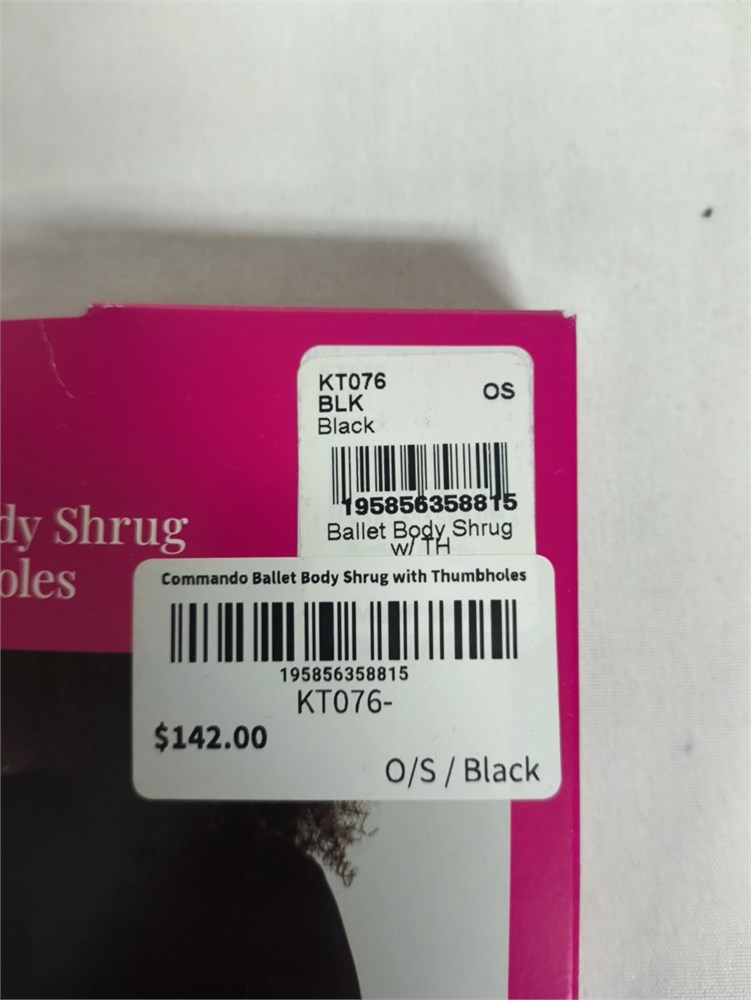 KT076
OS
BLK
Black
195856358815
Ballet Body Shrug
w/ TH
dy Shrug
oles
Commando Ballet Body Shrug with Thumbholes
195856358815
KT076-
$142.00
O/S / Black